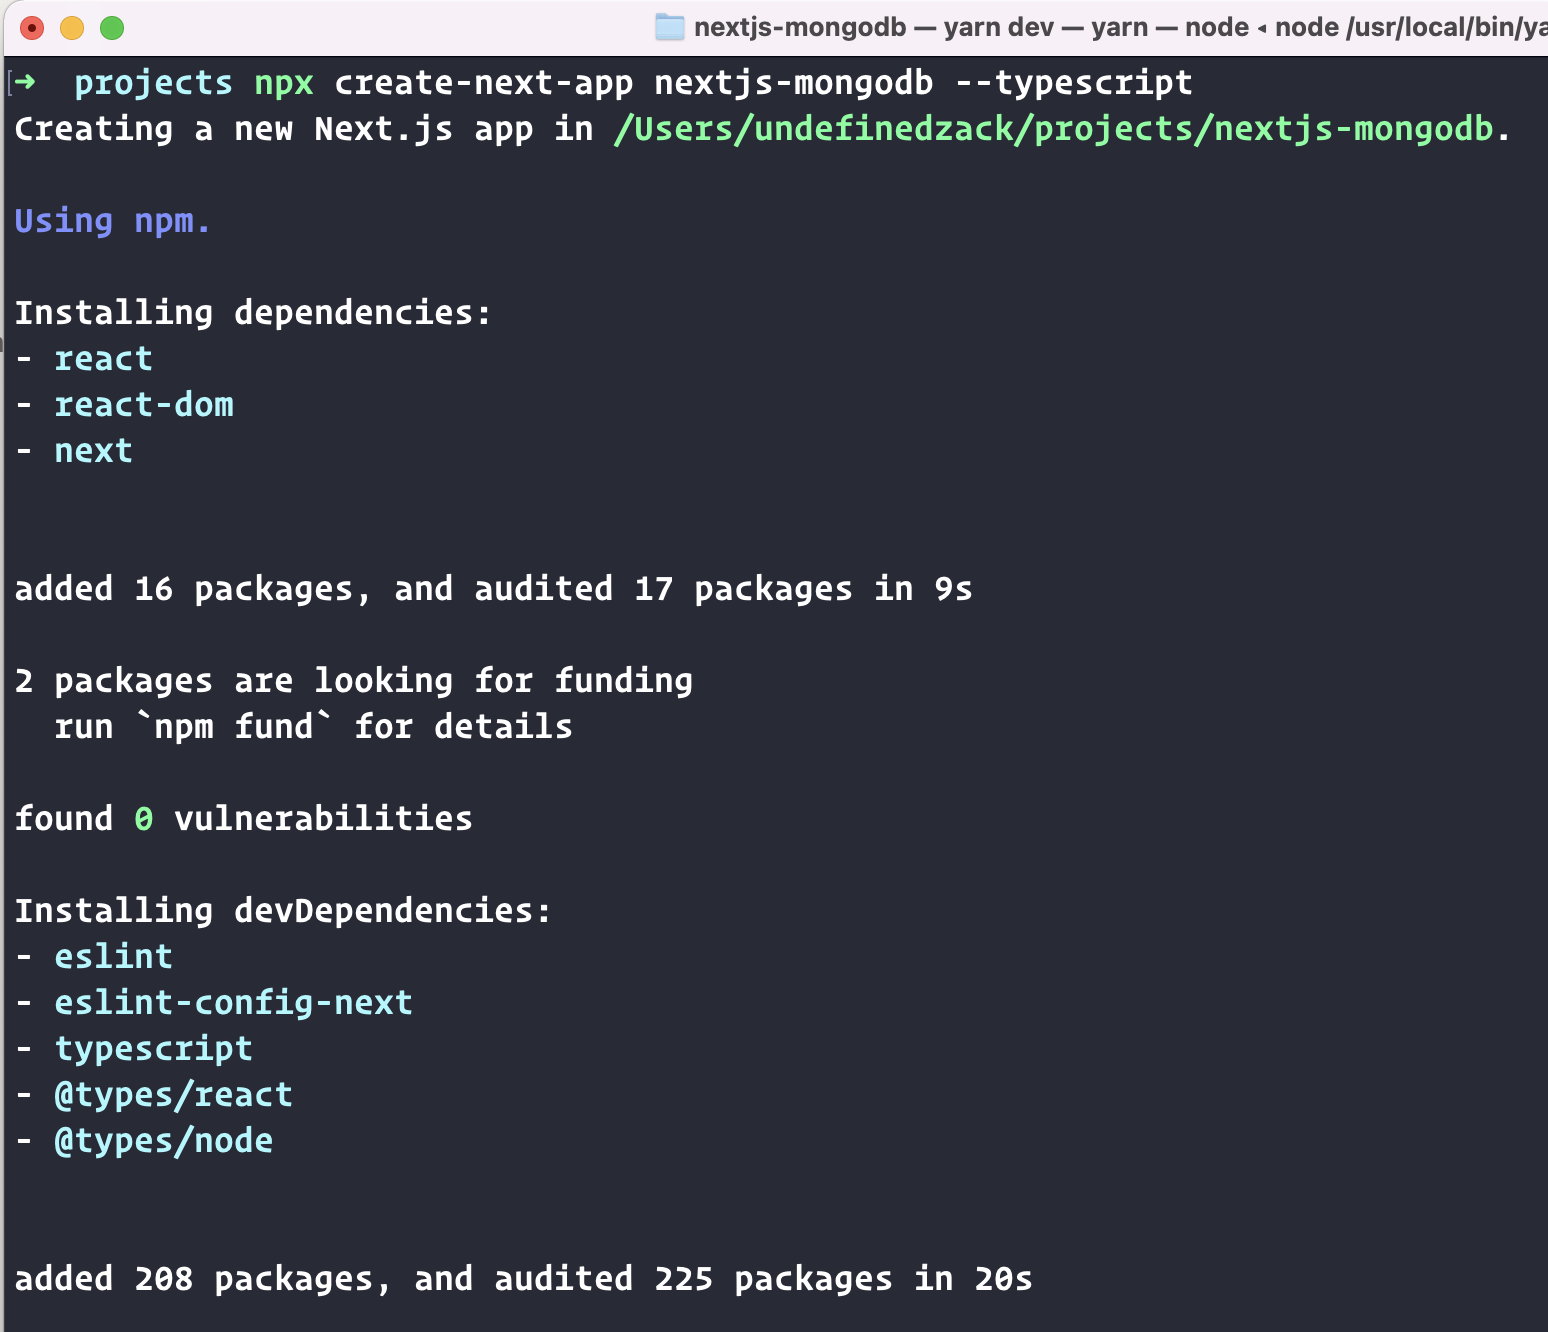 nextjs-mongodb — yarn dev — yarn — node ◂ node /usr/local/bin/ya
➜  projects npx create-next-app nextjs-mongodb --typescript
Creating a new Next.js app in /Users/undefinedzack/projects/nextjs-mongodb.
Using npm.
Installing dependencies:
- react
- react-dom
- next
added 16 packages, and audited 17 packages in 9s
2 packages are looking for funding
  run `npm fund` for details
found 0 vulnerabilities
Installing devDependencies:
- eslint
- eslint-config-next
- typescript
- @types/react
- @types/node
added 208 packages, and audited 225 packages in 20s